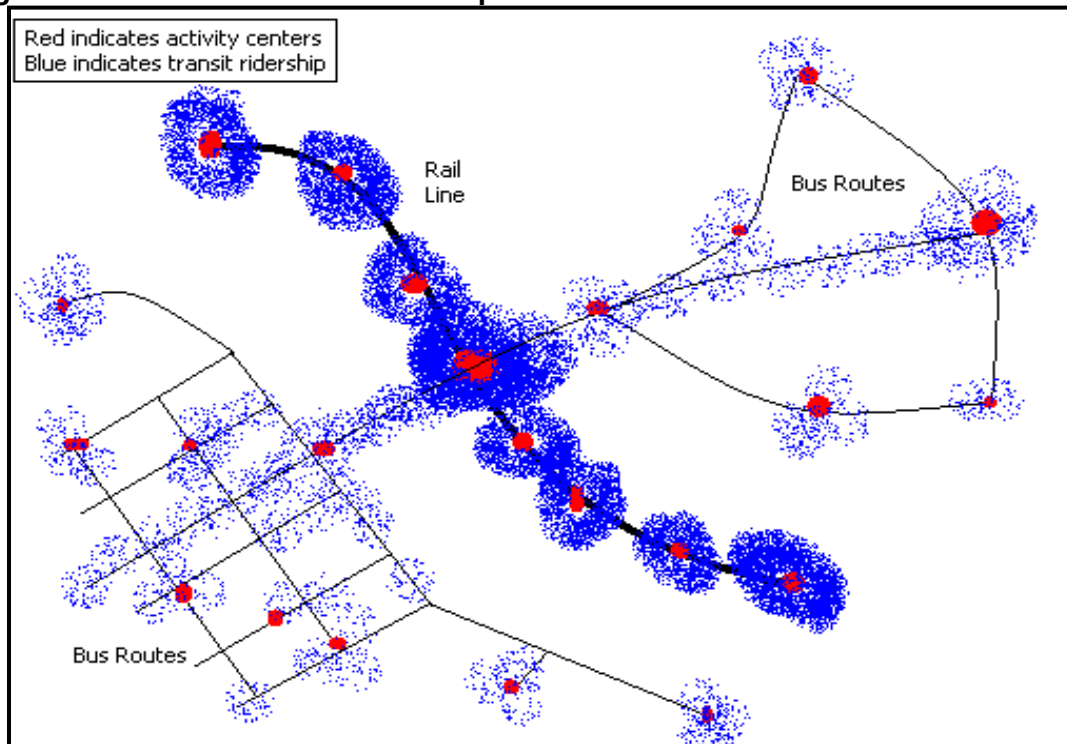 Red indicates activity centers
Blue indicates transit ridership
Rail
Line
Bus Routes
Bus Routes